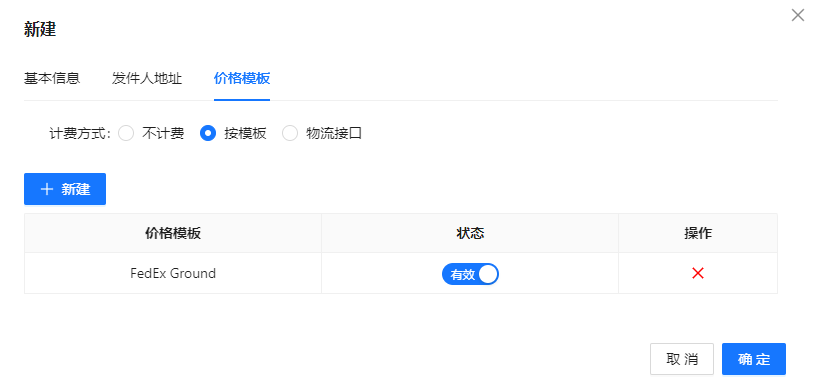 新建
基本信息 发件人地址 价格模板
计费方式: 不计费 按模板 物流接口
新建
价格模板 状态 操作
FedEx Ground 有效
取 消 确 定